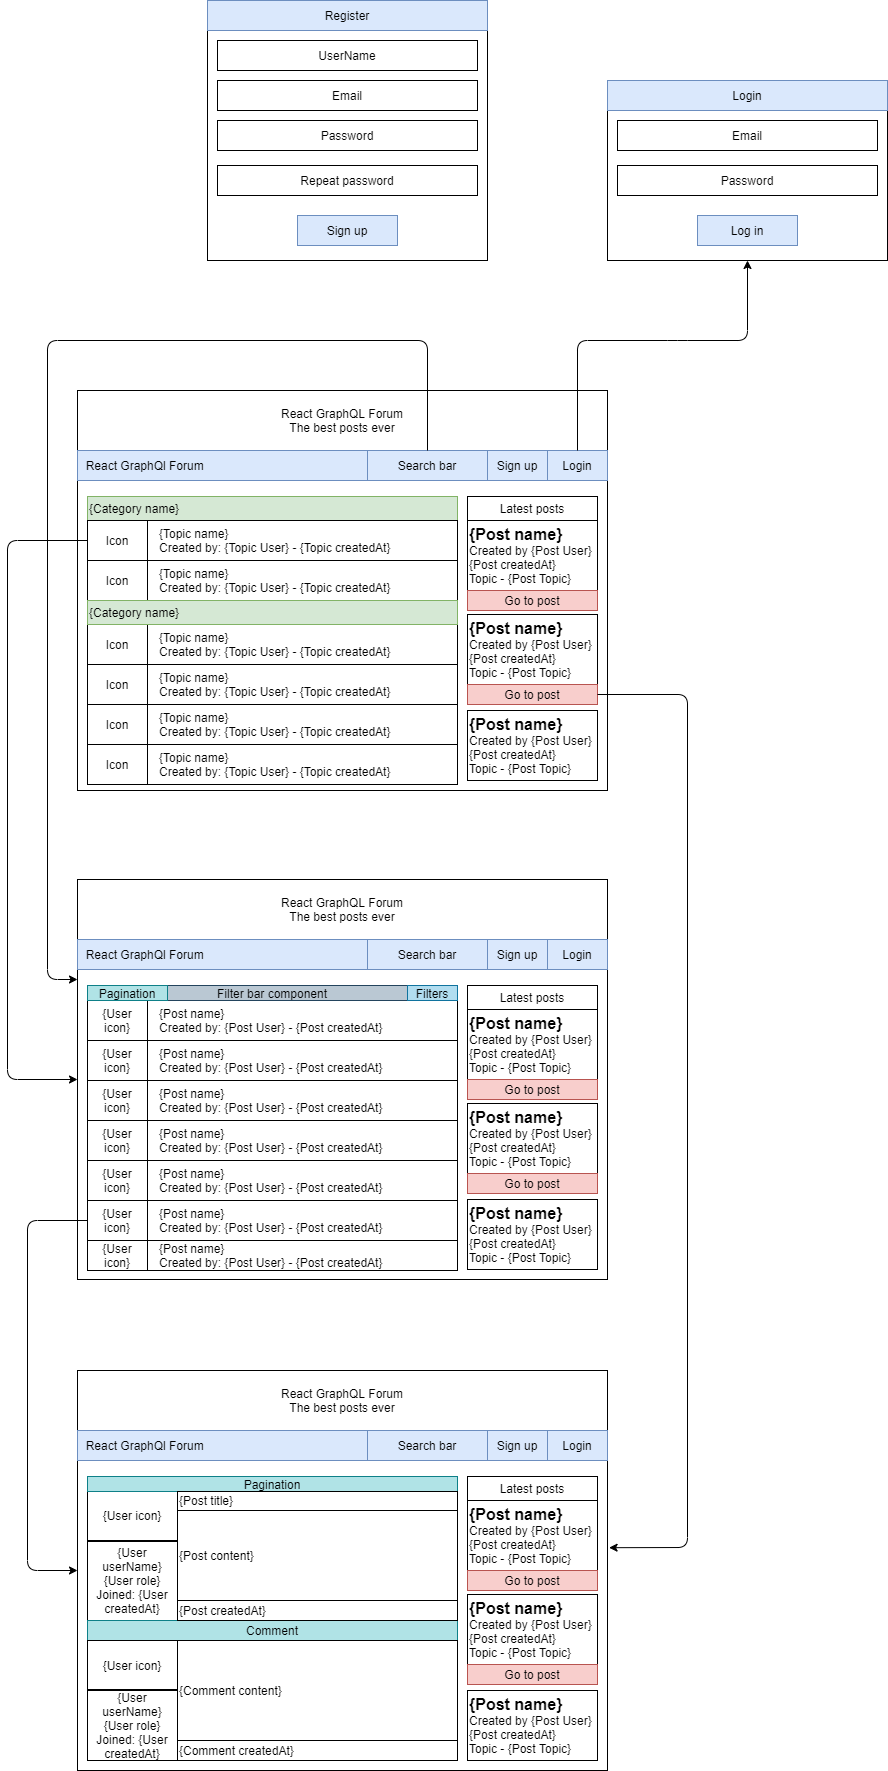 Register
UserName
Email
Password
Repeat password
Sign up
Login
Email
Password
Log in
React GraphQL Forum
The best posts ever
React GraphQl Forum
Search bar
Sign up
Login
{Category name}
Icon
{Topic name}
Created by: {Topic User} - {Topic createdAt}
Icon
{Topic name}
Created by: {Topic User} - {Topic createdAt}
{Category name}
Icon
{Topic name}
Created by: {Topic User} - {Topic createdAt}
Icon
{Topic name}
Created by: {Topic User} - {Topic createdAt}
Icon
{Topic name}
Created by: {Topic User} - {Topic createdAt}
Icon
{Topic name}
Created by: {Topic User} - {Topic createdAt}
Latest posts
{Post name}
Created by {Post User}
{Post createdAt}
Topic - {Post Topic}
Go to post
{Post name}
Created by {Post User}
{Post createdAt}
Topic - {Post Topic}
Go to post
{Post name}
Created by {Post User}
{Post createdAt}
Topic - {Post Topic}
React GraphQL Forum
The best posts ever
React GraphQl Forum
Search bar
Sign up
Login
Pagination
Filter bar component
Filters
{User
icon}
{Post name}
Created by: {Post User} - {Post createdAt}
{User
icon}
{Post name}
Created by: {Post User} - {Post createdAt}
{User
icon}
{Post name}
Created by: {Post User} - {Post createdAt}
{User
icon}
{Post name}
Created by: {Post User} - {Post createdAt}
{User
icon}
{Post name}
Created by: {Post User} - {Post createdAt}
{User
icon}
{Post name}
Created by: {Post User} - {Post createdAt}
{User
icon}
{Post name}
Created by: {Post User} - {Post createdAt}
Latest posts
{Post name}
Created by {Post User}
{Post createdAt}
Topic - {Post Topic}
Go to post
{Post name}
Created by {Post User}
{Post createdAt}
Topic - {Post Topic}
Go to post
{Post name}
Created by {Post User}
{Post createdAt}
Topic - {Post Topic}
React GraphQL Forum
The best posts ever
React GraphQl Forum
Search bar
Sign up
Login
Pagination
{User icon}
{User
userName}
{User role}
Joined: {User
createdAt}
{Post title}
{Post content}
{Post createdAt}
Comment
{User icon}
{User
userName}
{User role}
Joined: {User
createdAt}
{Comment content}
{Comment createdAt}
Latest posts
{Post name}
Created by {Post User}
{Post createdAt}
Topic - {Post Topic}
Go to post
{Post name}
Created by {Post User}
{Post createdAt}
Topic - {Post Topic}
Go to post
{Post name}
Created by {Post User}
{Post createdAt}
Topic - {Post Topic}